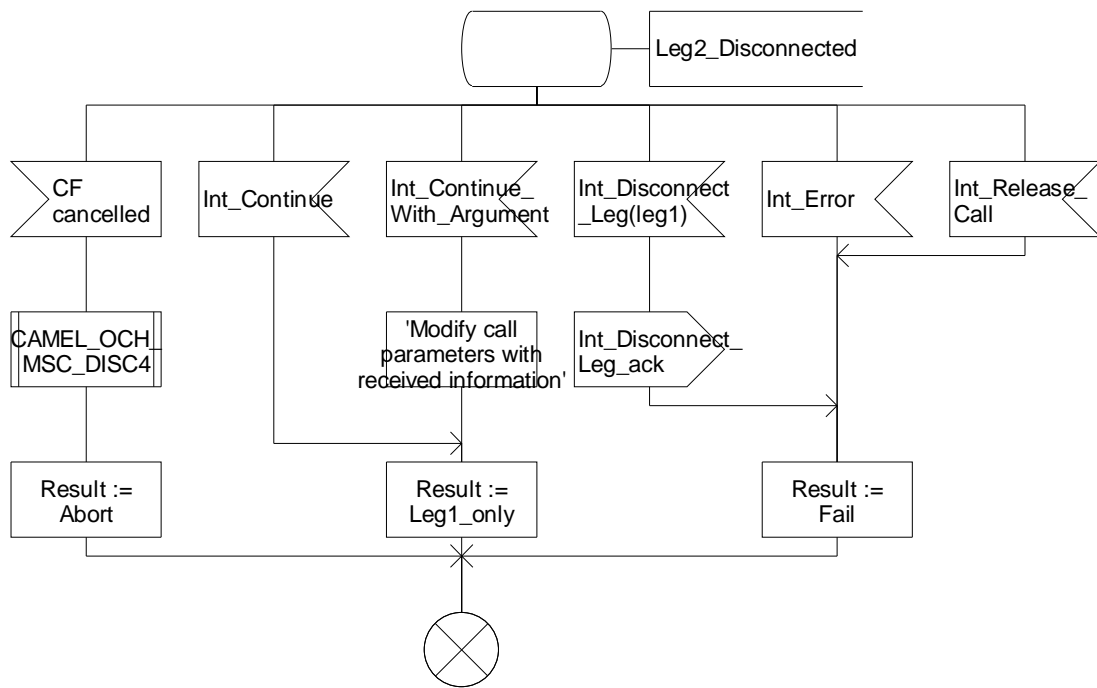 Leg2_Disconnected
CF
cancelled
Int_Continue
Int_Continue_
With_Argument
Int_Disconnect
_Leg(leg1)
Int_Error
Int_Release_
Call
CAMEL_OCH_
MSC_DISC4
'Modify call
parameters with
received information'
Int_Disconnect_
Leg_ack
Result :=
Abort
Result :=
Leg1_only
Result :=
Fail